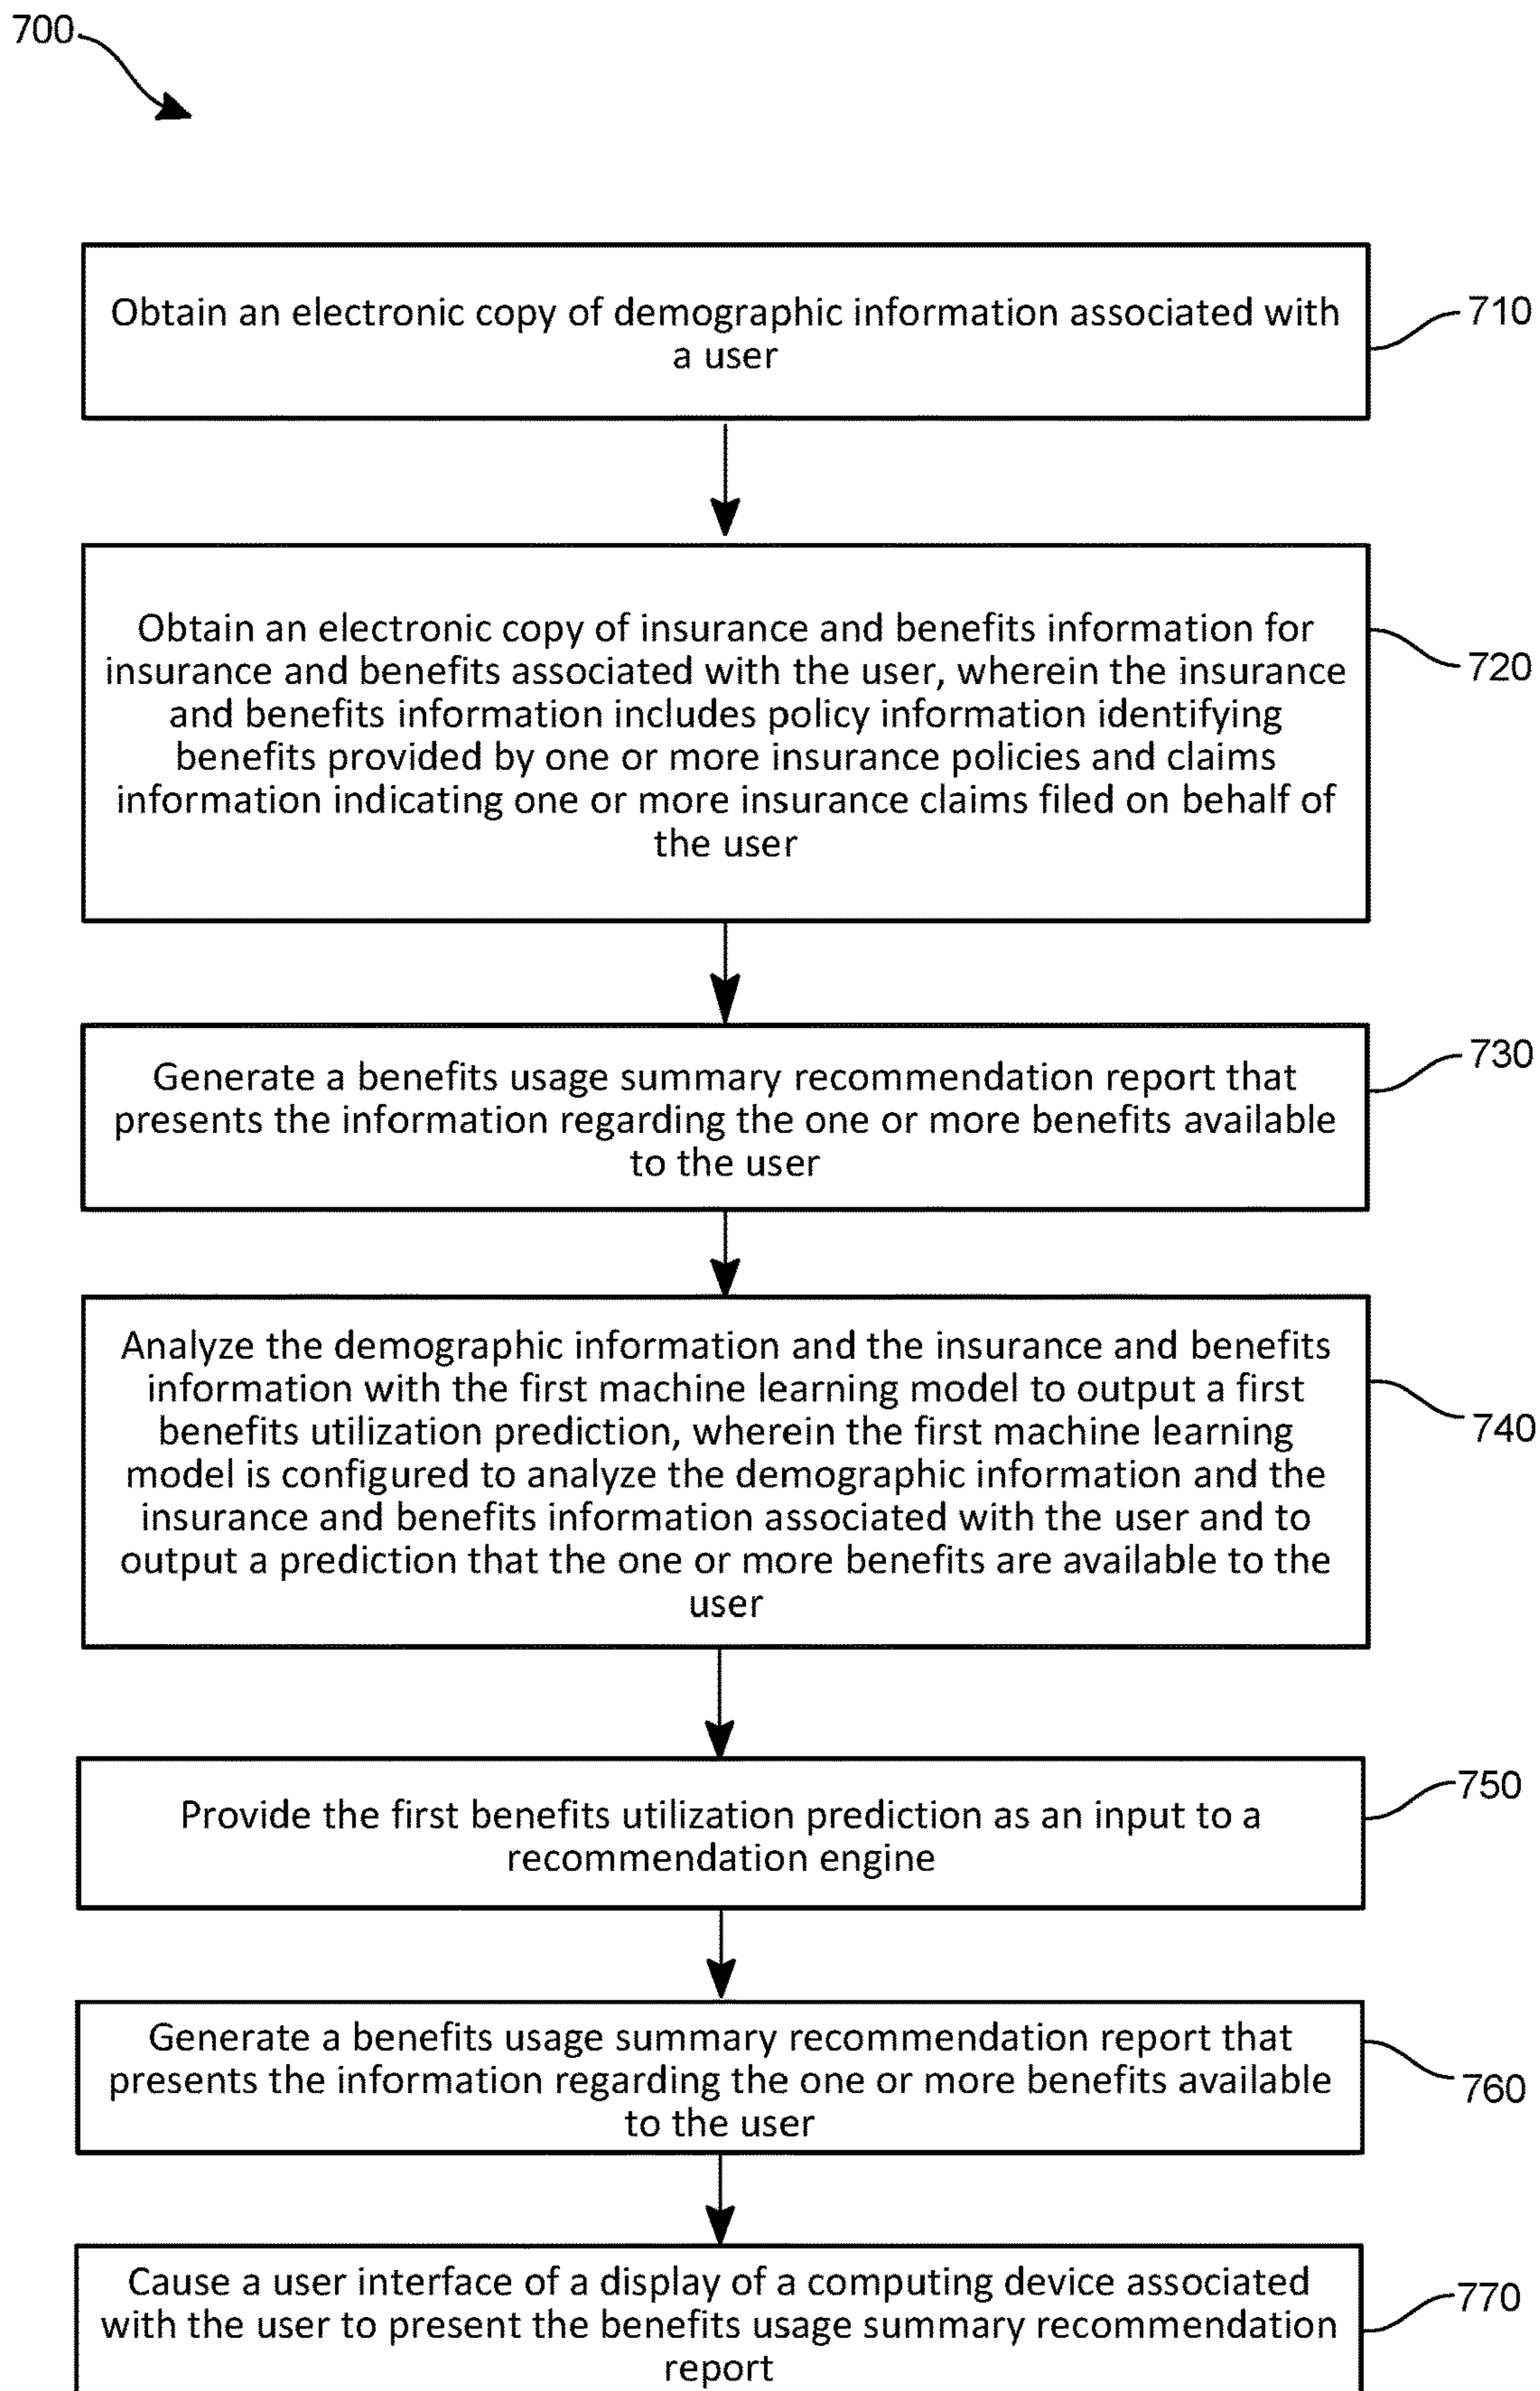 700
Obtain an electronic copy of demographic information associated with
a user
710
Obtain an electronic copy of insurance and benefits information for
insurance and benefits associated with the user, wherein the insurance
and benefits information includes policy information identifying
benefits provided by one or more insurance policies and claims
information indicating one or more insurance claims filed on behalf of
the user
720
Generate a benefits usage summary recommendation report that
presents the information regarding the one or more benefits available
to the user
730
Analyze the demographic information and the insurance and benefits
information with the first machine learning model to output a first
benefits utilization prediction, wherein the first machine learning
model is configured to analyze the demographic information and the
insurance and benefits information associated with the user and to
output a prediction that the one or more benefits are available to the
user
740
Provide the first benefits utilization prediction as an input to a
recommendation engine
750
Generate a benefits usage summary recommendation report that
presents the information regarding the one or more benefits available
to the user
760
Cause a user interface of a display of a computing device associated
with the user to present the benefits usage summary recommendation
report
770